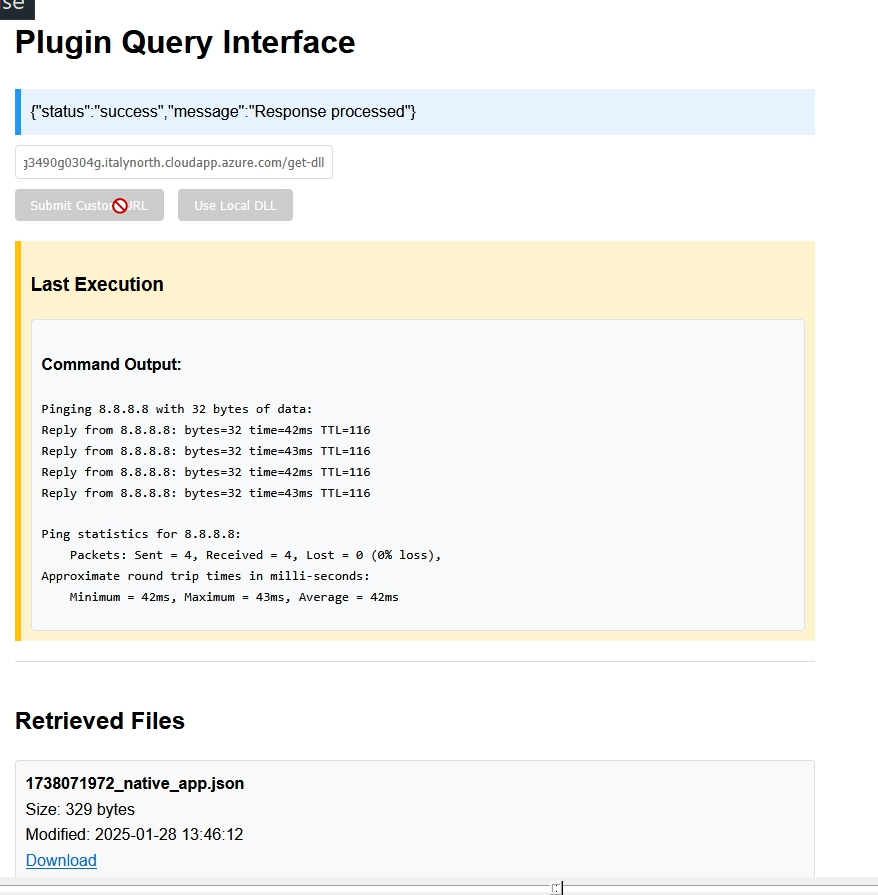 se
Plugin Query Interface
{"status":"success","message":"Response processed"}
g3490g0304g.italynorth.cloudapp.azure.com/get-dll
Submit Custom URL
Use Local DLL
Last Execution
Command Output:
Pinging 8.8.8.8 with 32 bytes of data:
Reply from 8.8.8.8: bytes=32 time=42ms TTL=116
Reply from 8.8.8.8: bytes=32 time=43ms TTL=116
Reply from 8.8.8.8: bytes=32 time=42ms TTL=116
Reply from 8.8.8.8: bytes=32 time=43ms TTL=116
Ping statistics for 8.8.8.8:
Packets: Sent = 4, Received = 4, Lost = 0 (0% loss),
Approximate round trip times in milli-seconds:
Minimum = 42ms, Maximum = 43ms, Average = 42ms
Retrieved Files
1738071972_native_app.json
Size: 329 bytes
Modified: 2025-01-28 13:46:12
Download